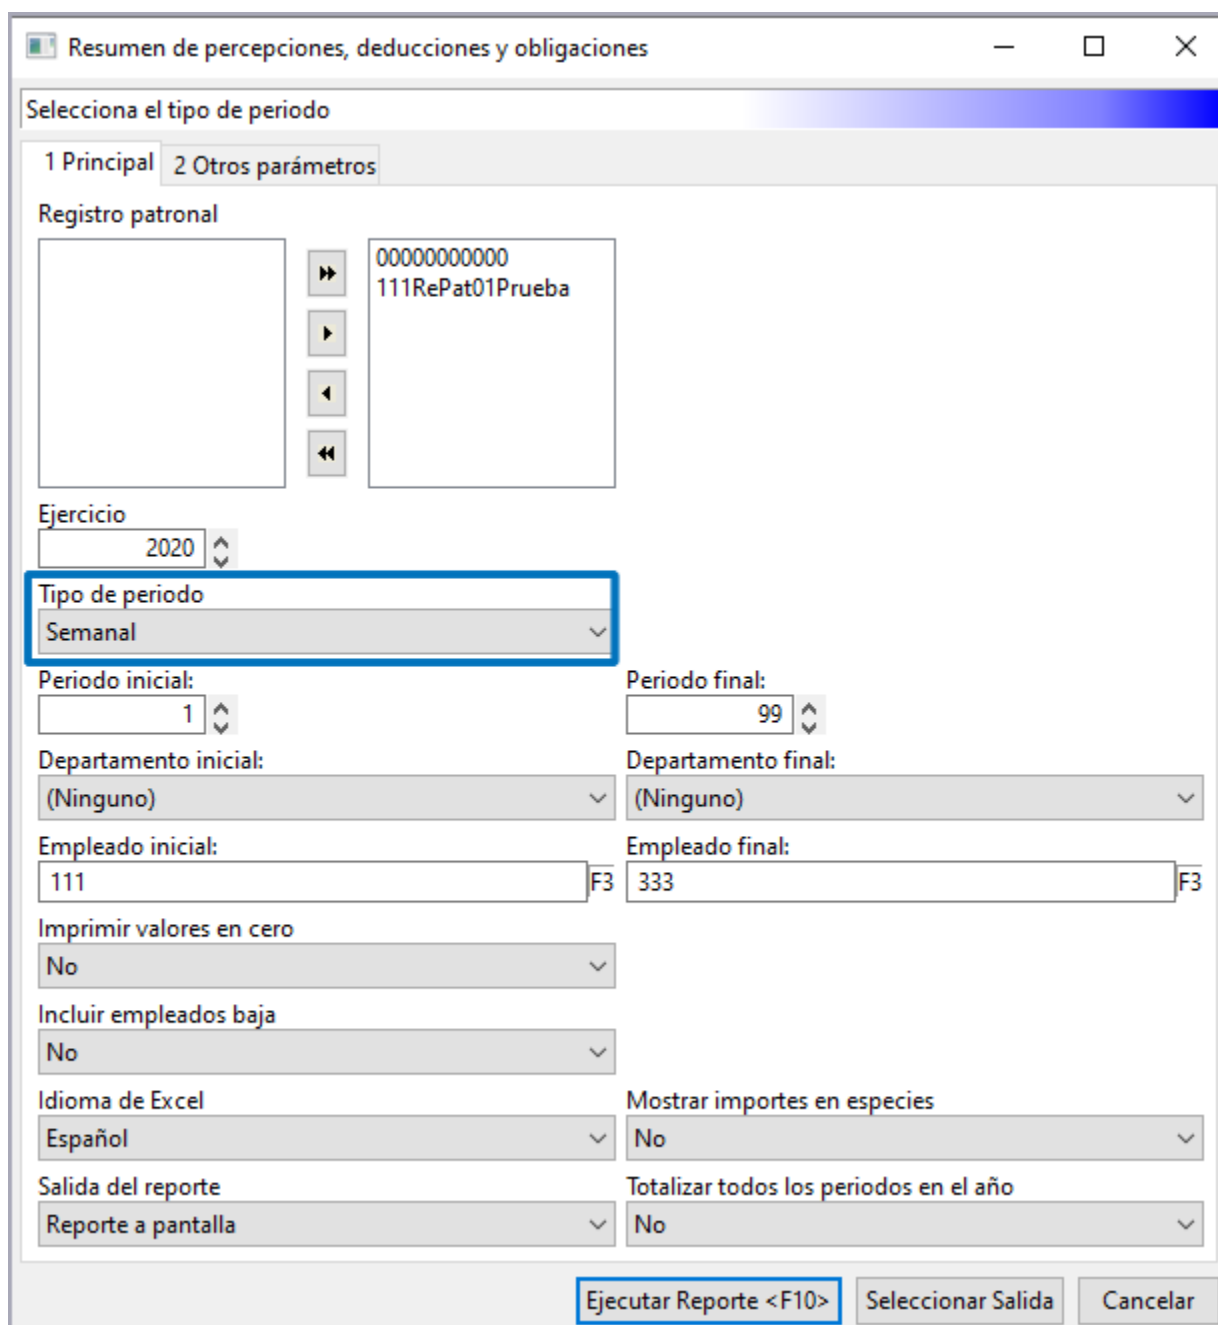 Resumen de percepciones, deducciones y obligaciones
Selecciona el tipo de periodo
1 Principal 2 Otros parámetros
Registro patronal
00000000000
111RePat01Prueba
Ejercicio
2020
Tipo de periodo
Semanal
Periodo inicial: Periodo final:
1 99
Departamento inicial: Departamento final:
(Ninguno) (Ninguno)
Empleado inicial: Empleado final:
111 F3 333 F3
Imprimir valores en cero
No
Incluir empleados baja
No
Idioma de Excel Mostrar importes en especies
Español No
Salida del reporte Totalizar todos los periodos en el año
Reporte a pantalla No
Ejecutar Reporte <F10> Seleccionar Salida Cancelar